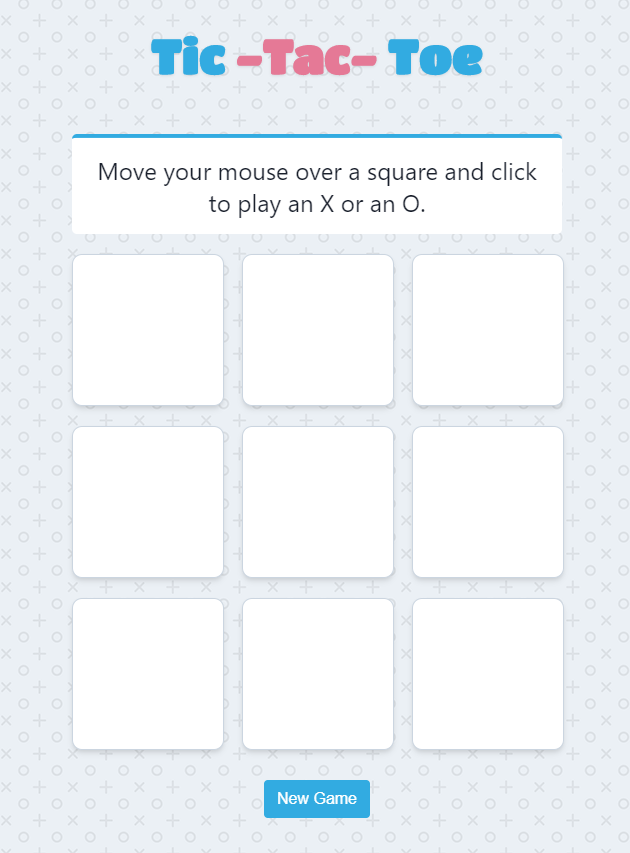 Tic -Tac- Toe
Move your mouse over a square and click
to play an X or an O.
New Game